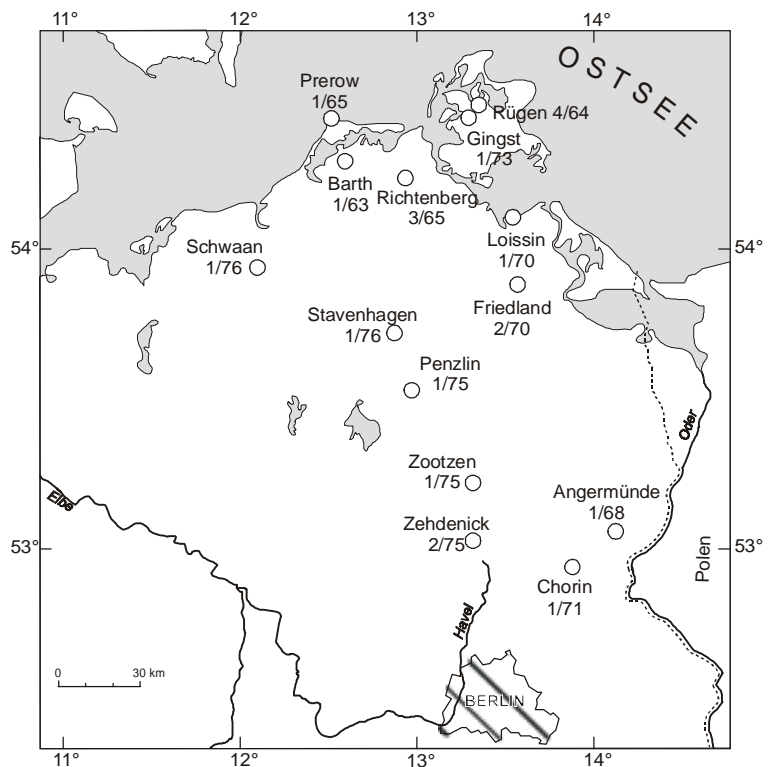 11°
12°
13°
14°
OSTSEE
Prerow
1/65
Rügen 4/64
Gingst
1/73
Barth
1/63
Richtenberg
3/65
54°
54°
Schwaan
1/76
Loissin
1/70
Friedland
2/70
Stavenhagen
1/76
Penzlin
1/75
Oder
Zootzen
1/75
Angermünde
1/68
Elbe
Zehdenick
2/75
53°
53°
Polen
Chorin
1/71
Havel
0
30 km
BERLIN
11°
12°
13°
14°